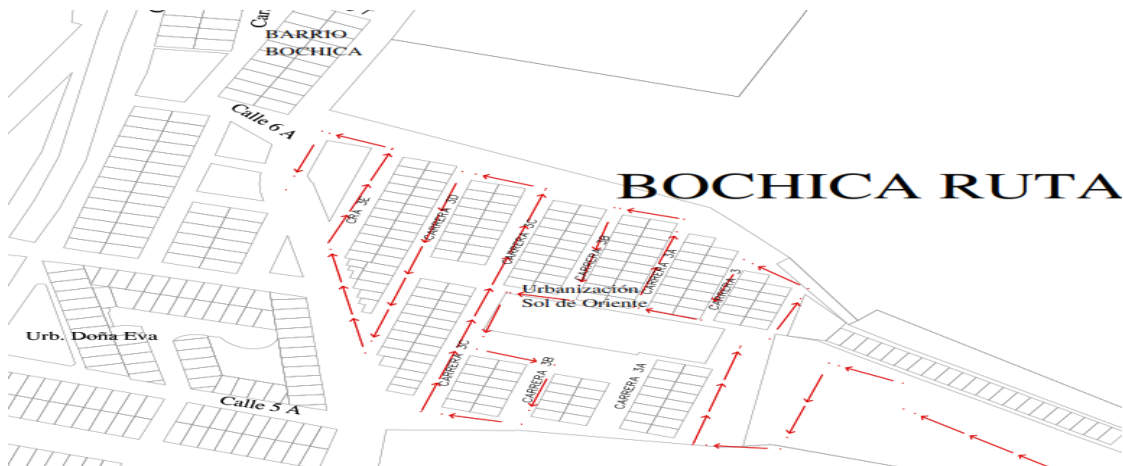 BARRIO
BOCHICA
Calle 6 A
BOCHICA RUTA
CRA 3E
CARRERA 3D
CARRERA 3C
CARRERA 3B
CARRERA 3A
CARRERA 3
Urbanización
Sol de Oriente
Urb. Doña Eva
CARRERA 3C
CARRERA 3B
CARRERA 3A
Calle 5 A